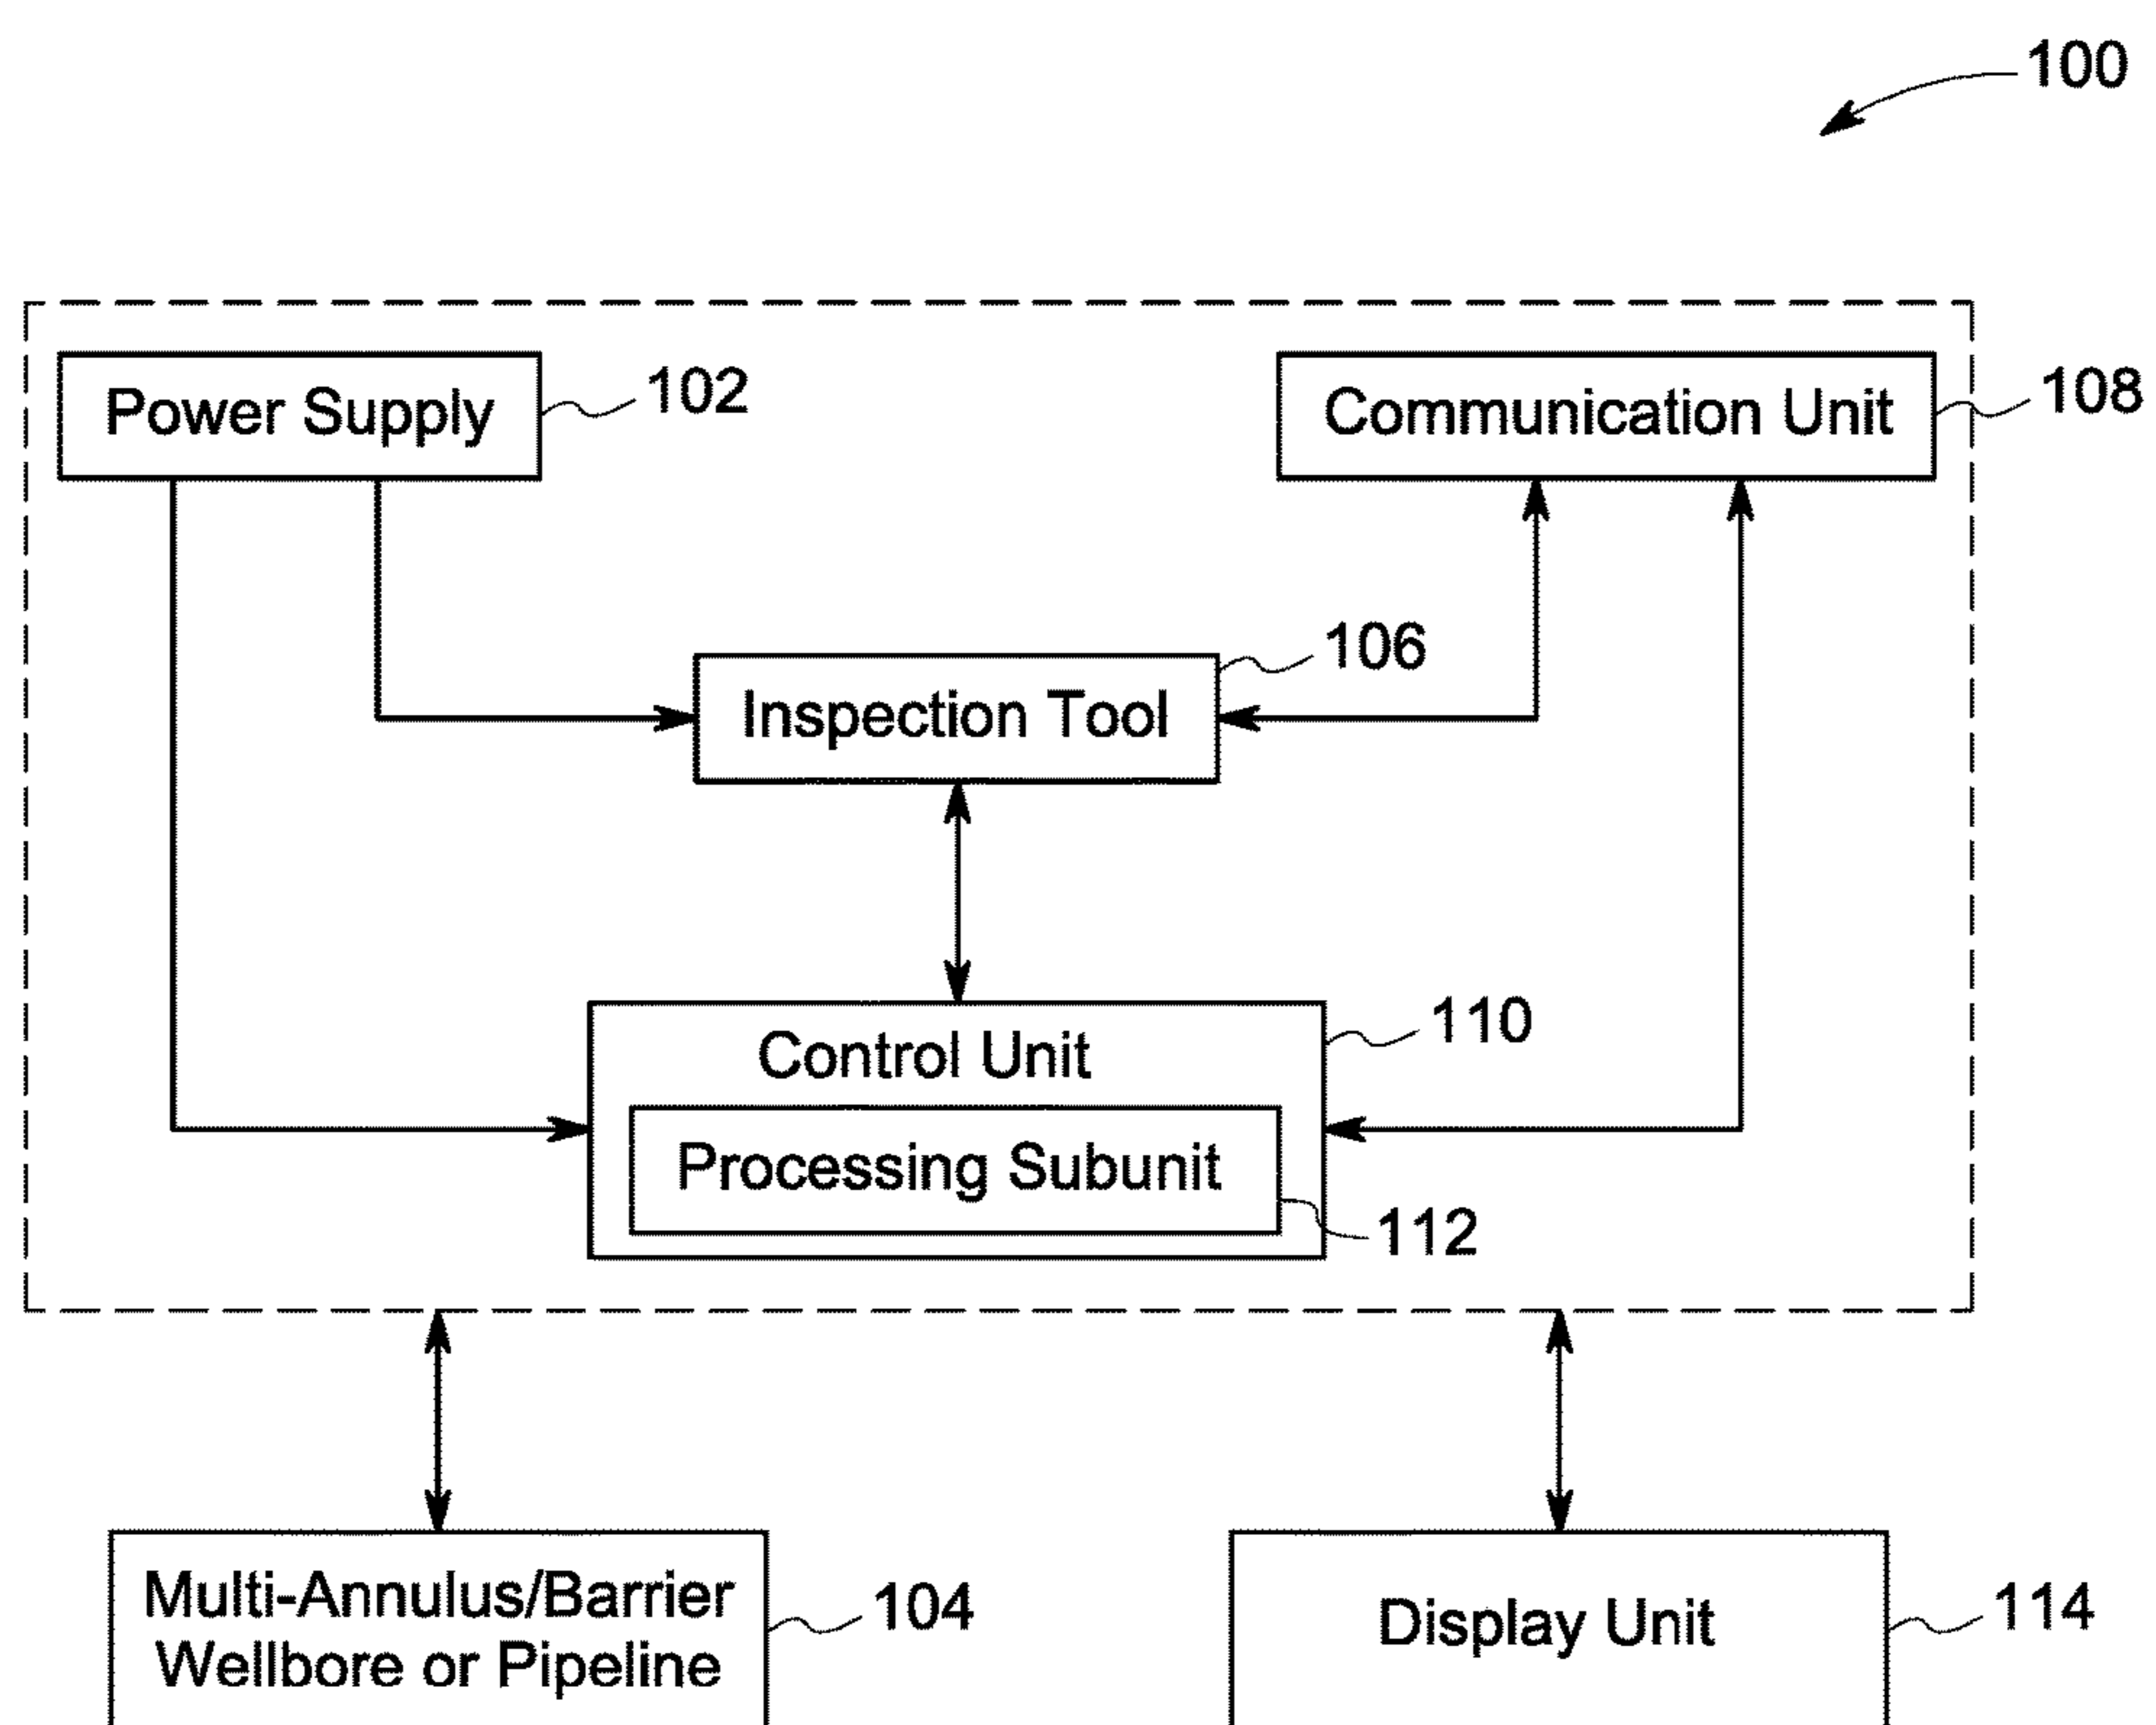 100
Power Supply
102
Communication Unit
108
106
Inspection Tool
110
Control Unit
Processing Subunit
112
Multi-Annulus/Barrier
Wellbore or Pipeline
104
Display Unit
114